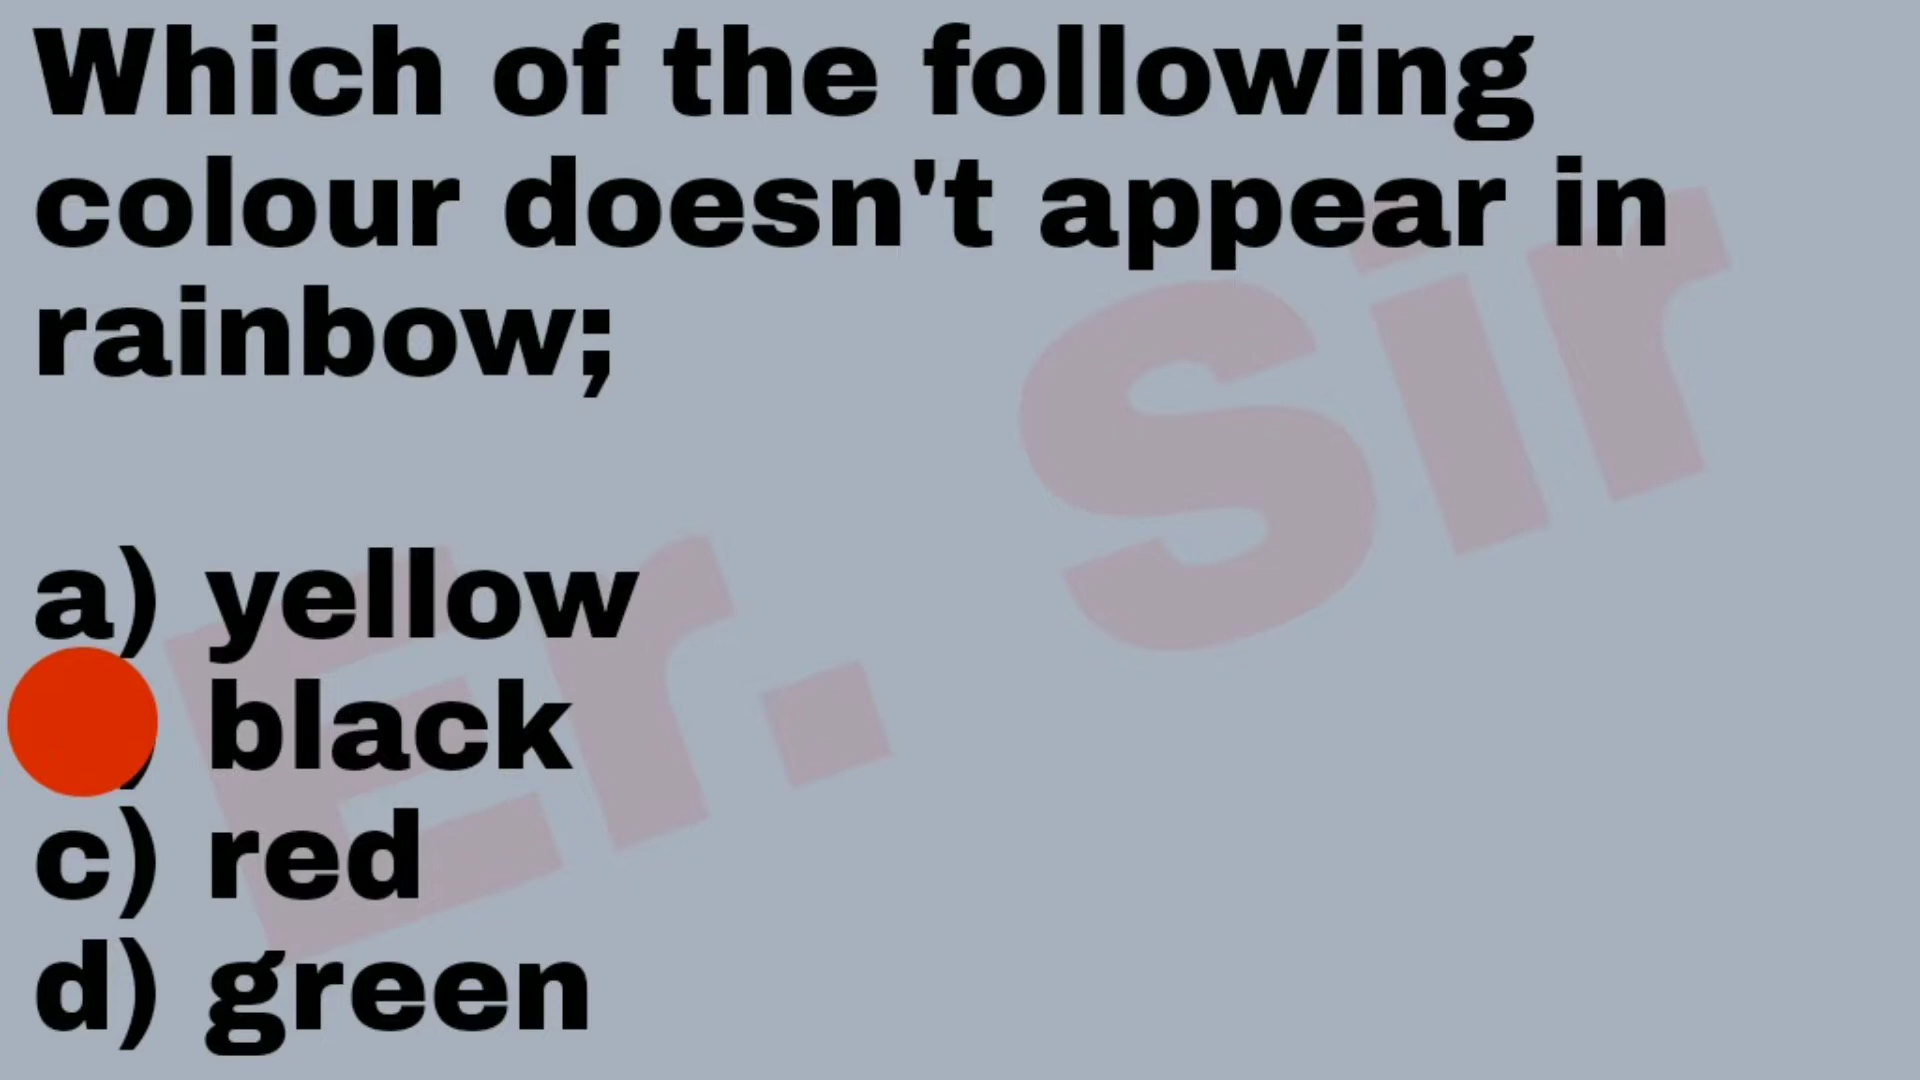 Which of the following
colour doesn't appear in
rainbow;
a) yellow
) black
c) red
d) green
Er. Sir